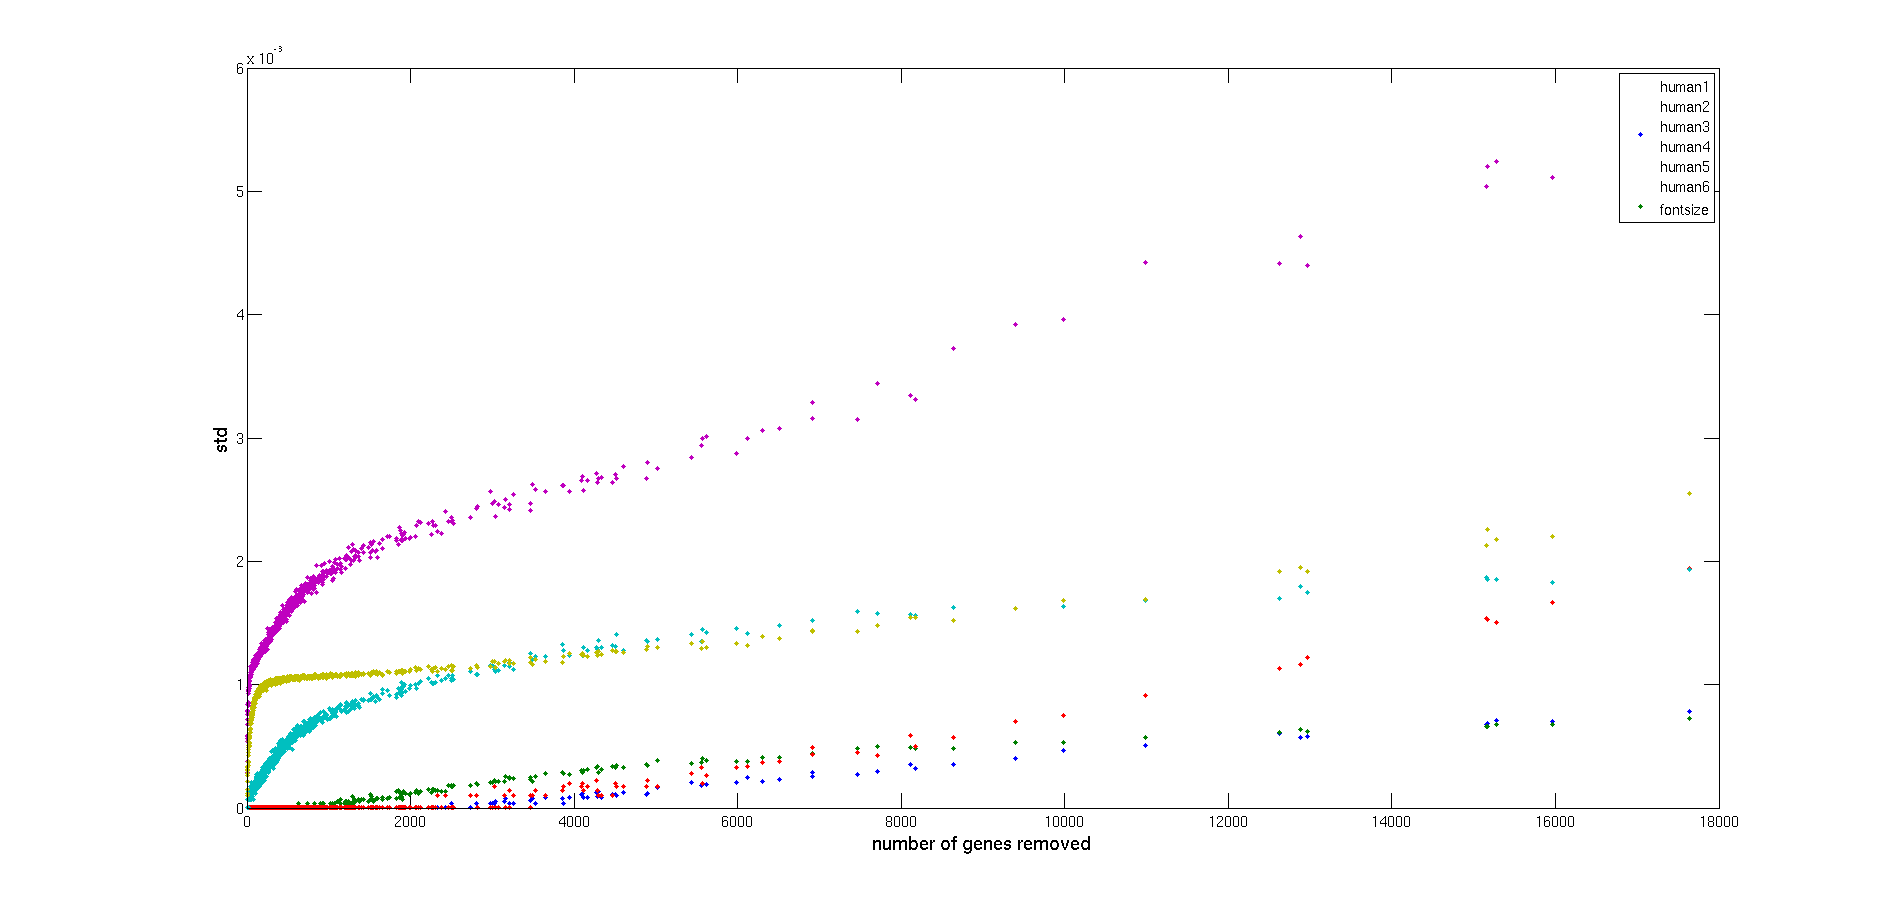 x 10⁻³
6
5
4
3
2
1
0
std
0 2000 4000 6000 8000 10000 12000 14000 16000 18000
number of genes removed
human1
human2
human3
human4
human5
human6
fontsize